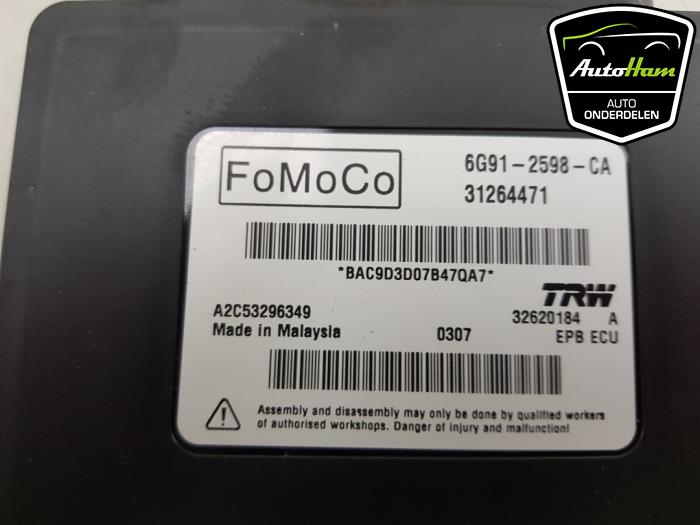 AutoHam
AUTO
ONDERDELEN
FoMoCo
6G91-2598-CA
31264471
*BAC9D3D07B47QA7*
TRW
A2C53296349
32620184 A
Made in Malaysia
0307
EPB ECU
Assembly and disassembly may only be done by qualified workers
of authorised workshops. Danger of injury and malfunction!